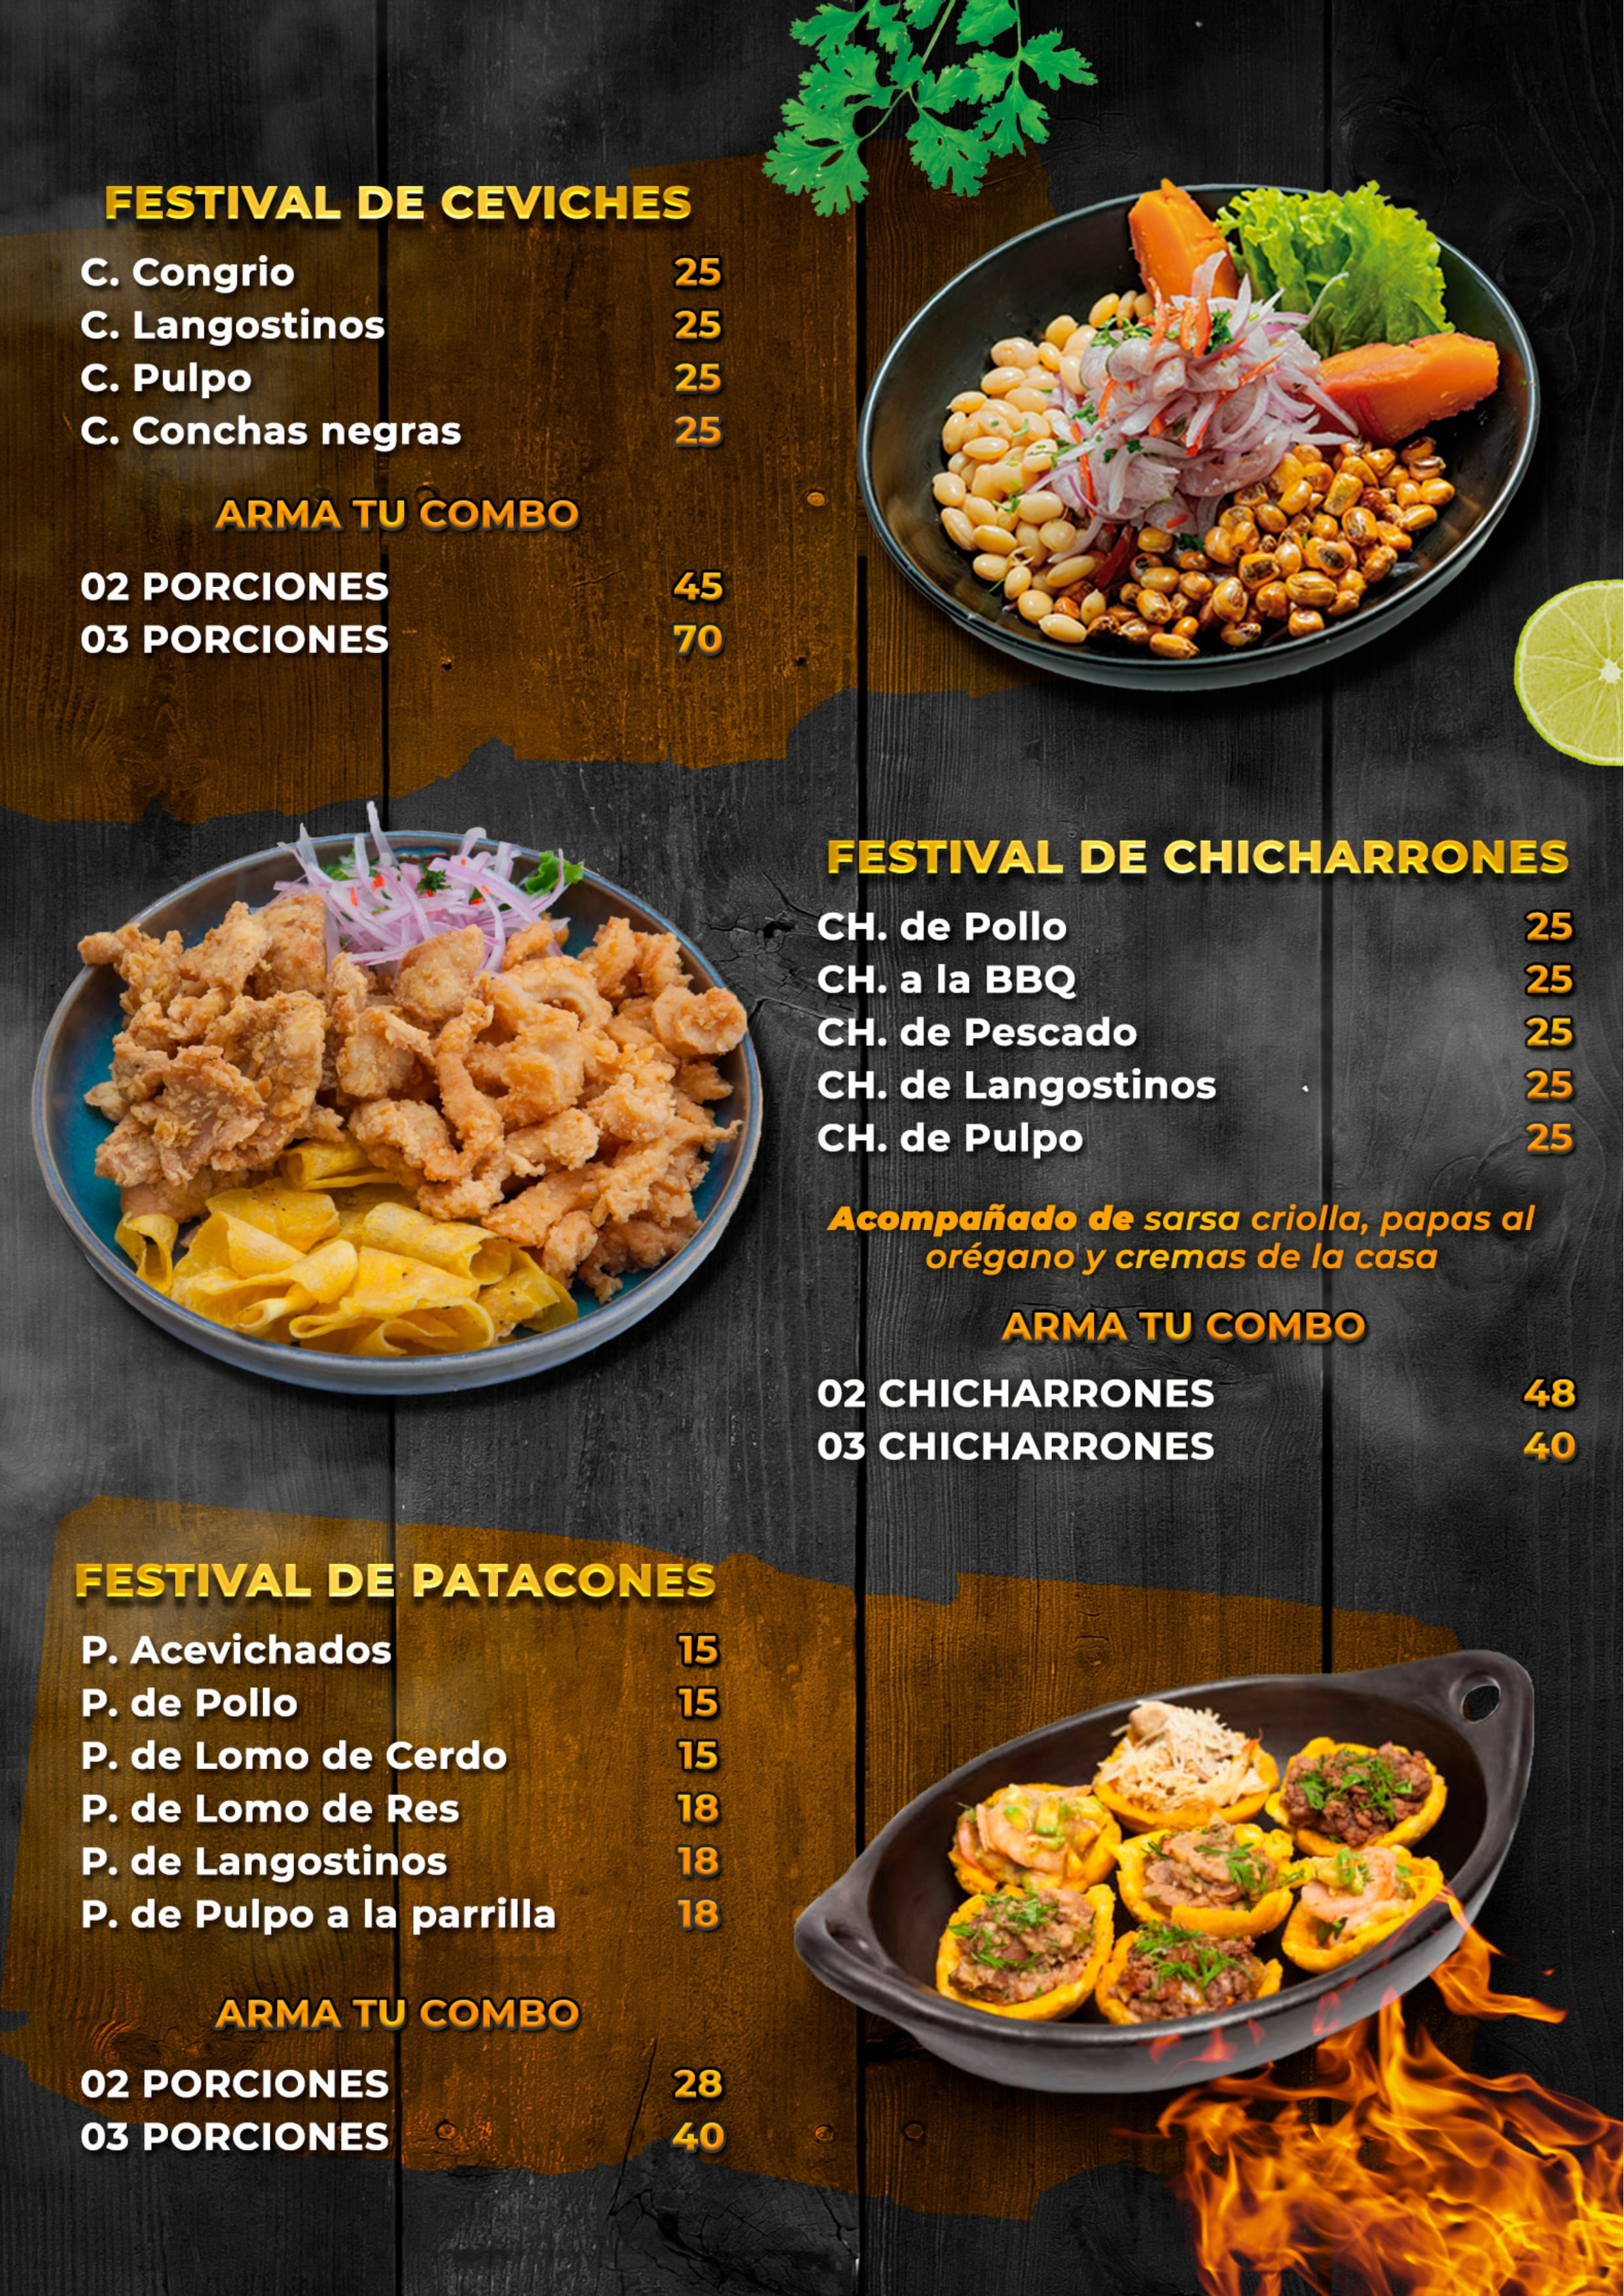 FESTIVAL DE CEVICHES
C. Congrio 25
C. Langostinos 25
C. Pulpo 25
C. Conchas negras 25
ARMA TU COMBO
02 PORCIONES 45
03 PORCIONES 70
FESTIVAL DE CHICHARRONES
CH. de Pollo 25
CH. a la BBQ 25
CH. de Pescado 25
CH. de Langostinos 25
CH. de Pulpo 25
Acompañado de sarsa criolla, papas al
orégano y cremas de la casa
ARMA TU COMBO
02 CHICHARRONES 48
03 CHICHARRONES 40
FESTIVAL DE PATACONES
P. Acevichados 15
P. de Pollo 15
P. de Lomo de Cerdo 15
P. de Lomo de Res 18
P. de Langostinos 18
P. de Pulpo a la parrilla 18
ARMA TU COMBO
02 PORCIONES 28
03 PORCIONES 40